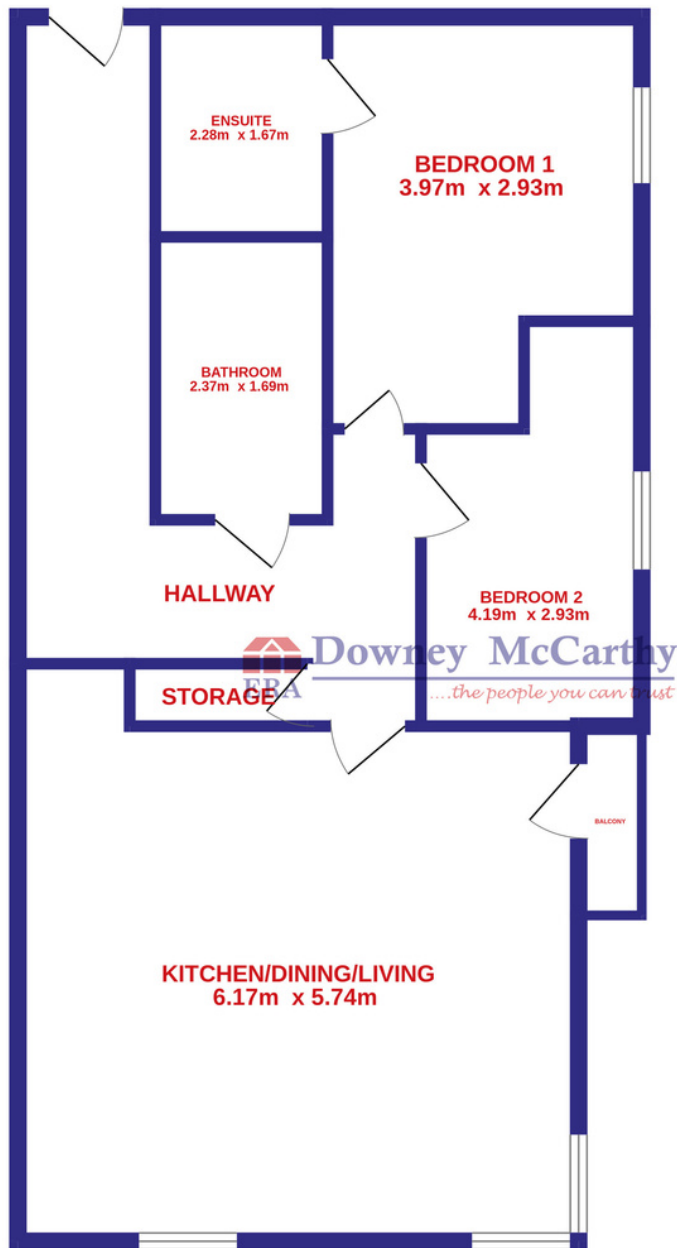 ENSUITE
2.28m x 1.67m
BEDROOM 1
3.97m x 2.93m
BATHROOM
2.37m x 1.69m
HALLWAY
BEDROOM 2
4.19m x 2.93m
Downey McCarthy
ERA
....the people you can trust
STORAGE
BALCONY
KITCHEN/DINING/LIVING
6.17m x 5.74m